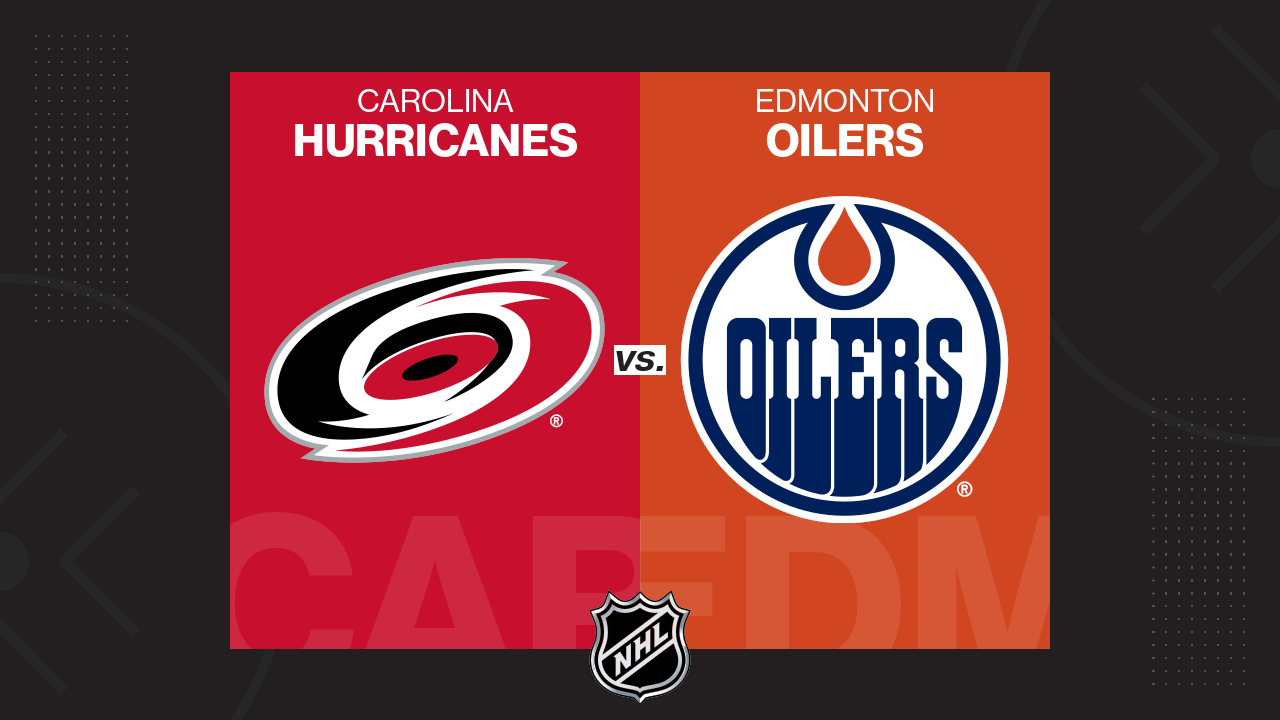 CAROLINA
HURRICANES
EDMONTON
OILERS
vs.
OILERS
®
®
CAR
EDM
NHL